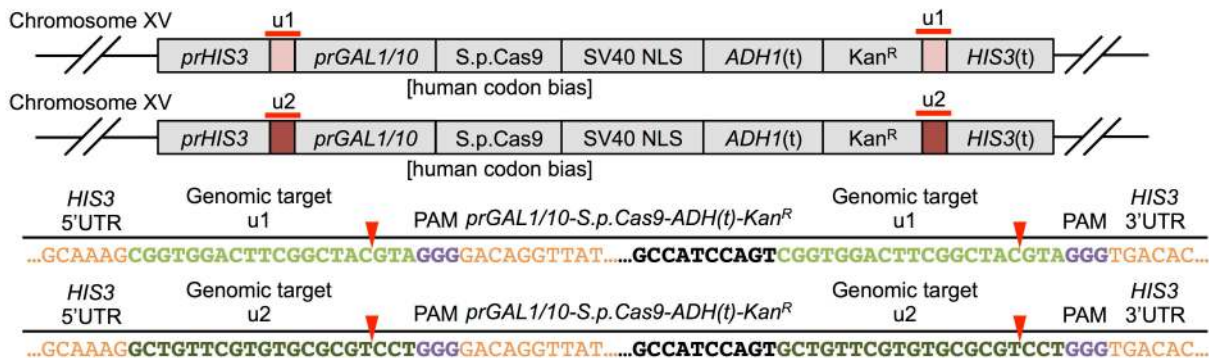 Chromosome XV u1 u1
prHIS3 prGAL1/10 S.p.Cas9 SV40 NLS ADH1(t) Kanᴿ HIS3(t)
[human codon bias]
Chromosome XV u2 u2
prHIS3 prGAL1/10 S.p.Cas9 SV40 NLS ADH1(t) Kanᴿ HIS3(t)
[human codon bias]
HIS3 5'UTR Genomic target u1 PAM prGAL1/10-S.p.Cas9-ADH(t)-Kanᴿ Genomic target u1 PAM HIS3 3'UTR
...GCAAAGCGGTGGACTTCGGCTACGTAGGGGACAGGTTAT......GCCATCCAGTCGGTGGACTTCGGCTACGTAGGGTGACAC...
HIS3 5'UTR Genomic target u2 PAM prGAL1/10-S.p.Cas9-ADH(t)-Kanᴿ Genomic target u2 PAM HIS3 3'UTR
...GCAAAGGCTGTTCGTGTGCGCGTCCTGGGGACAGGTTAT......GCCATCCAGTGCTGTTCGTGTGCGCGTCCTGGGTGACAC...